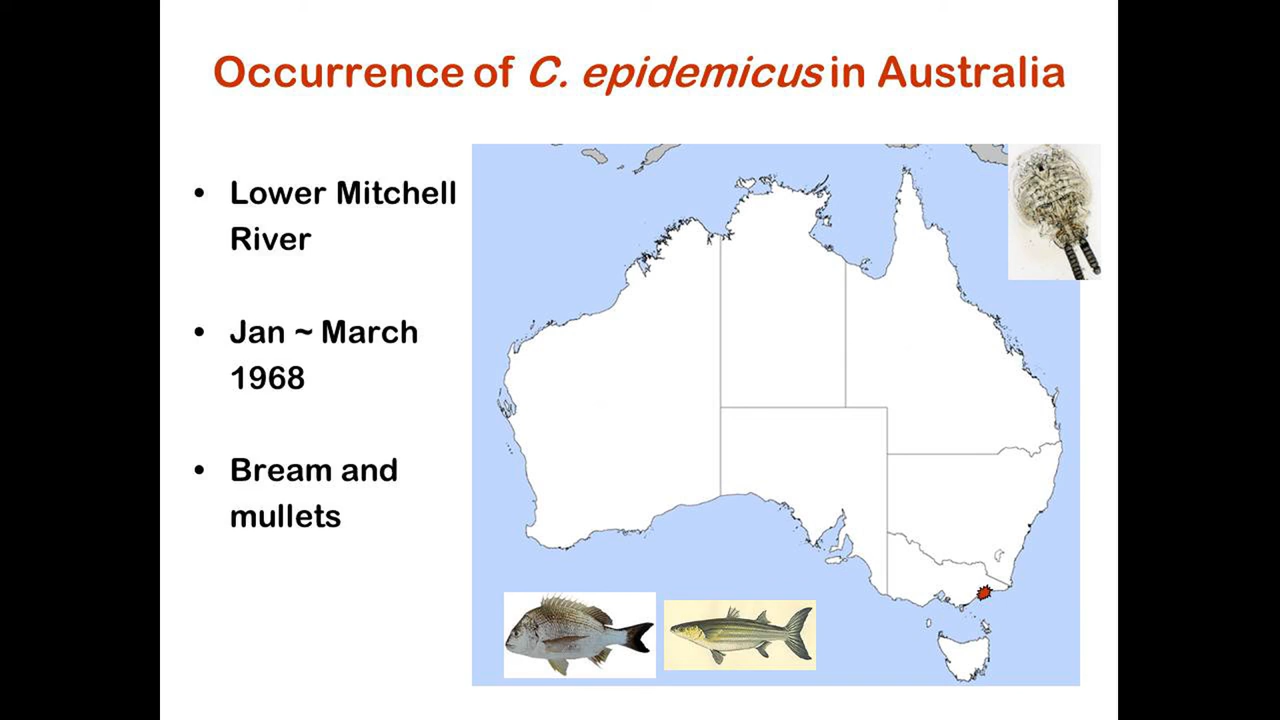 Occurrence of C. epidemicus in Australia
• Lower Mitchell
River
• Jan ~ March
1968
• Bream and
mullets